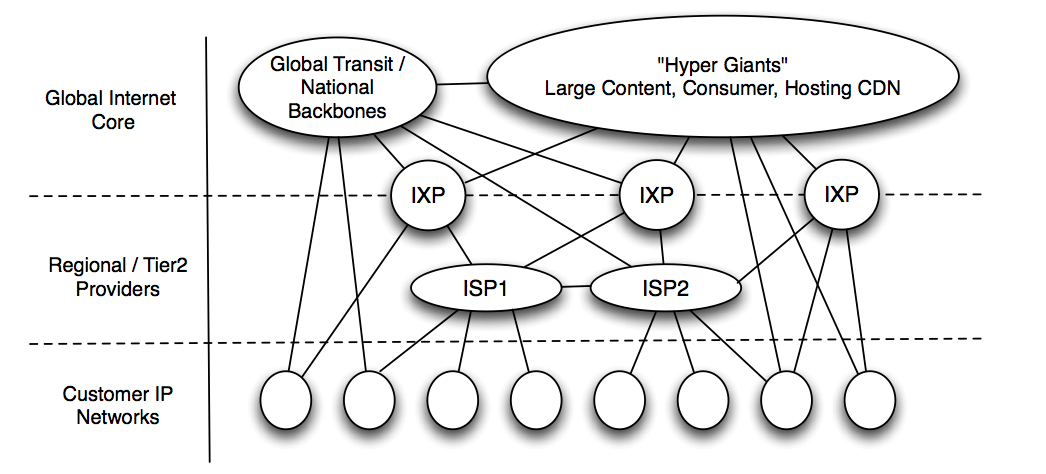 Global Internet
Core
Global Transit /
National
Backbones
"Hyper Giants"
Large Content, Consumer, Hosting CDN
IXP
IXP
IXP
Regional / Tier2
Providers
ISP1
ISP2
Customer IP
Networks